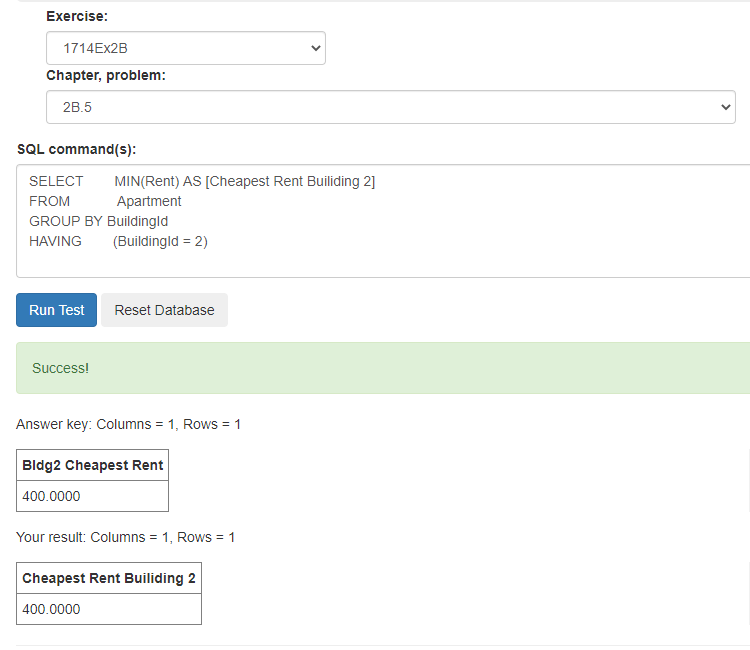 Exercise:
1714Ex2B
Chapter, problem:
2B.5
SQL command(s):
SELECT MIN(Rent) AS [Cheapest Rent Builiding 2]
FROM Apartment
GROUP BY BuildingId
HAVING (BuildingId = 2)
Run Test Reset Database
Success!
Answer key: Columns = 1, Rows = 1
Bldg2 Cheapest Rent
400.0000
Your result: Columns = 1, Rows = 1
Cheapest Rent Builiding 2
400.0000